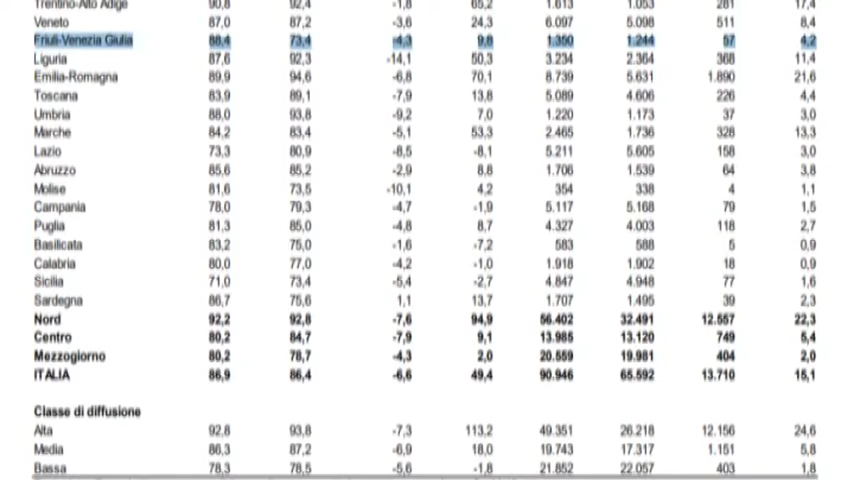 Trentino-Alto Adige 90,8 92,4 -1,8 65,2 1.613 1.053 281 17,4
Veneto 87,0 87,2 -3,6 24,3 6.097 5.098 511 8,4
Friuli-Venezia Giulia 88,4 73,4 -4,3 9,8 1.350 1.244 57 4,2
Liguria 87,6 92,3 -14,1 50,3 3.234 2.364 368 11,4
Emilia-Romagna 89,9 94,6 -6,8 70,1 8.739 5.631 1.890 21,6
Toscana 83,9 89,1 -7,9 13,8 5.089 4.606 226 4,4
Umbria 88,0 93,8 -9,2 7,0 1.220 1.173 37 3,0
Marche 84,2 83,4 -5,1 53,3 2.465 1.736 328 13,3
Lazio 73,3 80,9 -8,5 -8,1 5.211 5.605 158 3,0
Abruzzo 85,6 85,2 -2,9 8,8 1.706 1.539 64 3,8
Molise 81,6 73,5 -10,1 4,2 354 338 4 1,1
Campania 78,0 79,3 -4,7 -1,9 5.117 5.168 79 1,5
Puglia 81,3 85,0 -4,8 8,7 4.327 4.003 118 2,7
Basilicata 83,2 75,0 -1,6 -7,2 583 588 5 0,9
Calabria 80,0 77,0 -4,2 -1,0 1.918 1.902 18 0,9
Sicilia 71,0 73,4 -5,4 -2,7 4.847 4.948 77 1,6
Sardegna 86,7 75,6 1,1 13,7 1.707 1.495 39 2,3
Nord 92,2 92,8 -7,6 94,9 56.402 32.491 12.557 22,3
Centro 80,2 84,7 -7,9 9,1 13.985 13.120 749 5,4
Mezzogiorno 80,2 78,7 -4,3 2,0 20.559 19.981 404 2,0
ITALIA 86,9 86,4 -6,6 49,4 90.946 65.592 13.710 15,1
Classe di diffusione
Alta 92,8 93,8 -7,3 113,2 49.351 26.218 12.156 24,6
Media 86,3 87,2 -6,9 18,0 19.743 17.317 1.151 5,8
Bassa 78,3 78,5 -5,6 -1,8 21.852 22.057 403 1,8